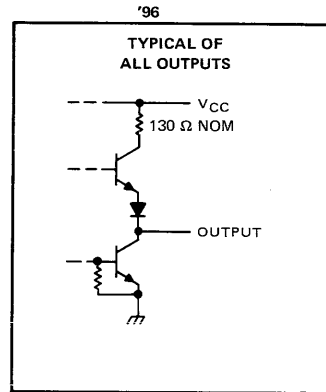 '96
TYPICAL OF
ALL OUTPUTS
VCC
130 Ω NOM
OUTPUT